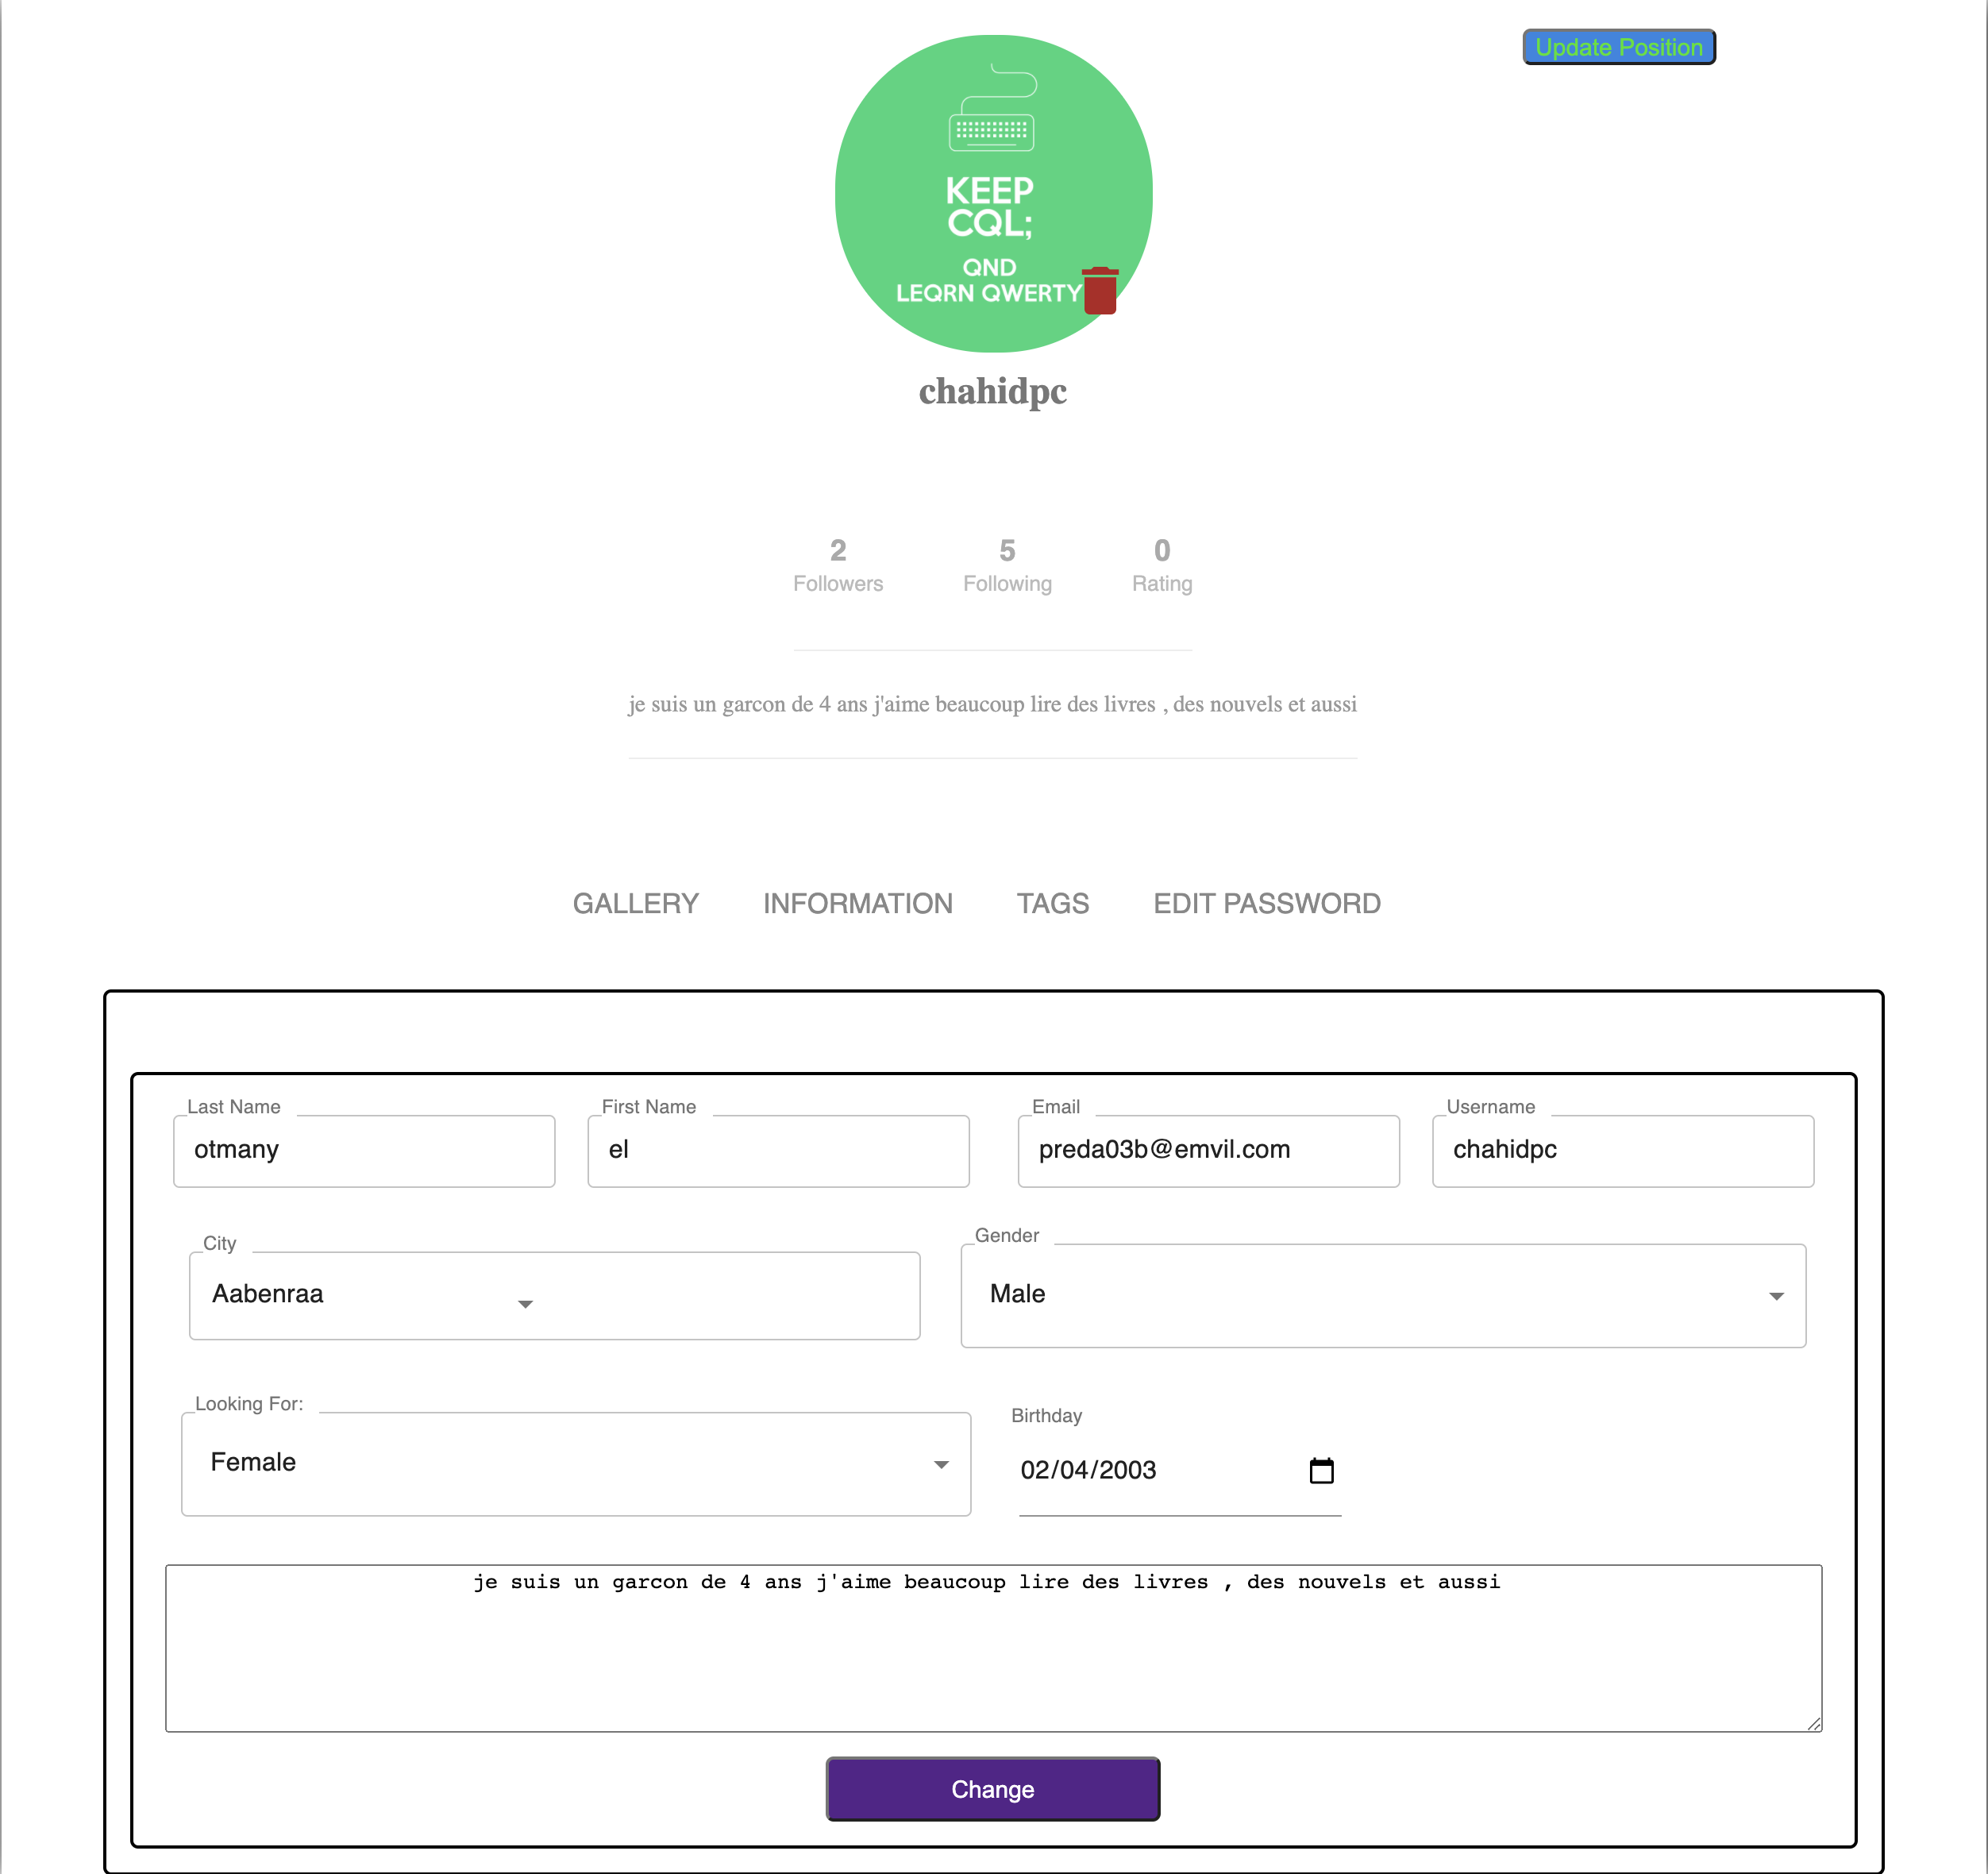 Update Position
KEEP
CQL;
QND
LEQRN QWERTY
chahidpc
2 5 0
Followers Following Rating
je suis un garcon de 4 ans j'aime beaucoup lire des livres , des nouvels et aussi
GALLERY INFORMATION TAGS EDIT PASSWORD
Last Name First Name Email Username
otmany el preda03b@emvil.com chahidpc
City Gender
Aabenraa Male
Looking For: Birthday
Female 02/04/2003
je suis un garcon de 4 ans j'aime beaucoup lire des livres , des nouvels et aussi
Change